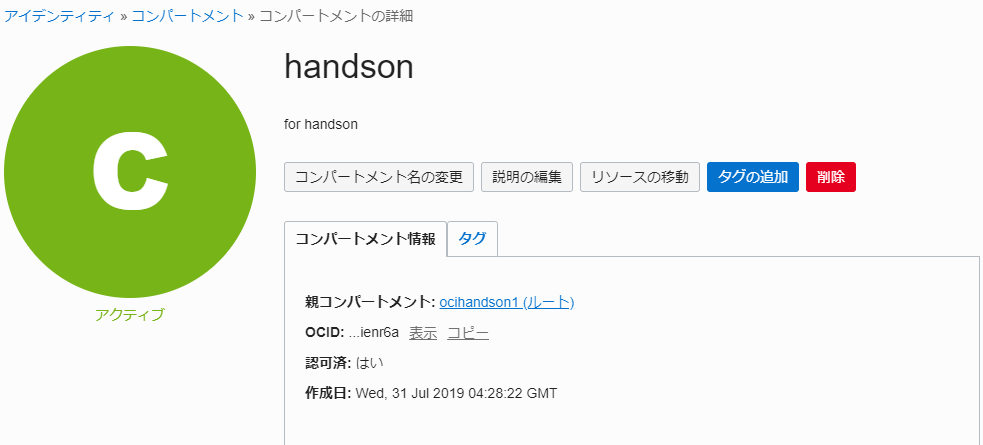 アイデンティティ » コンパートメント » コンパートメントの詳細
C
アクティブ
handson
for handson
コンパートメント名の変更 説明の編集 リソースの移動 タグの追加 削除
コンパートメント情報 タグ
親コンパートメント: ocihandson1 (ルート)
OCID: ...ienr6a 表示 コピー
認可済: はい
作成日: Wed, 31 Jul 2019 04:28:22 GMT